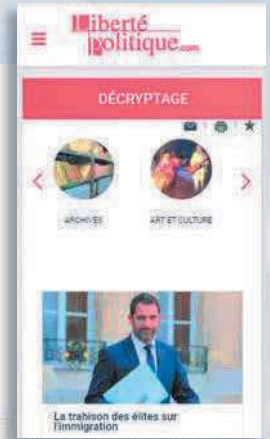 Liberté
Politique.com
DÉCRYPTAGE
ARCHIVES
ART ET CULTURE
La trahison des élites sur
l'immigration